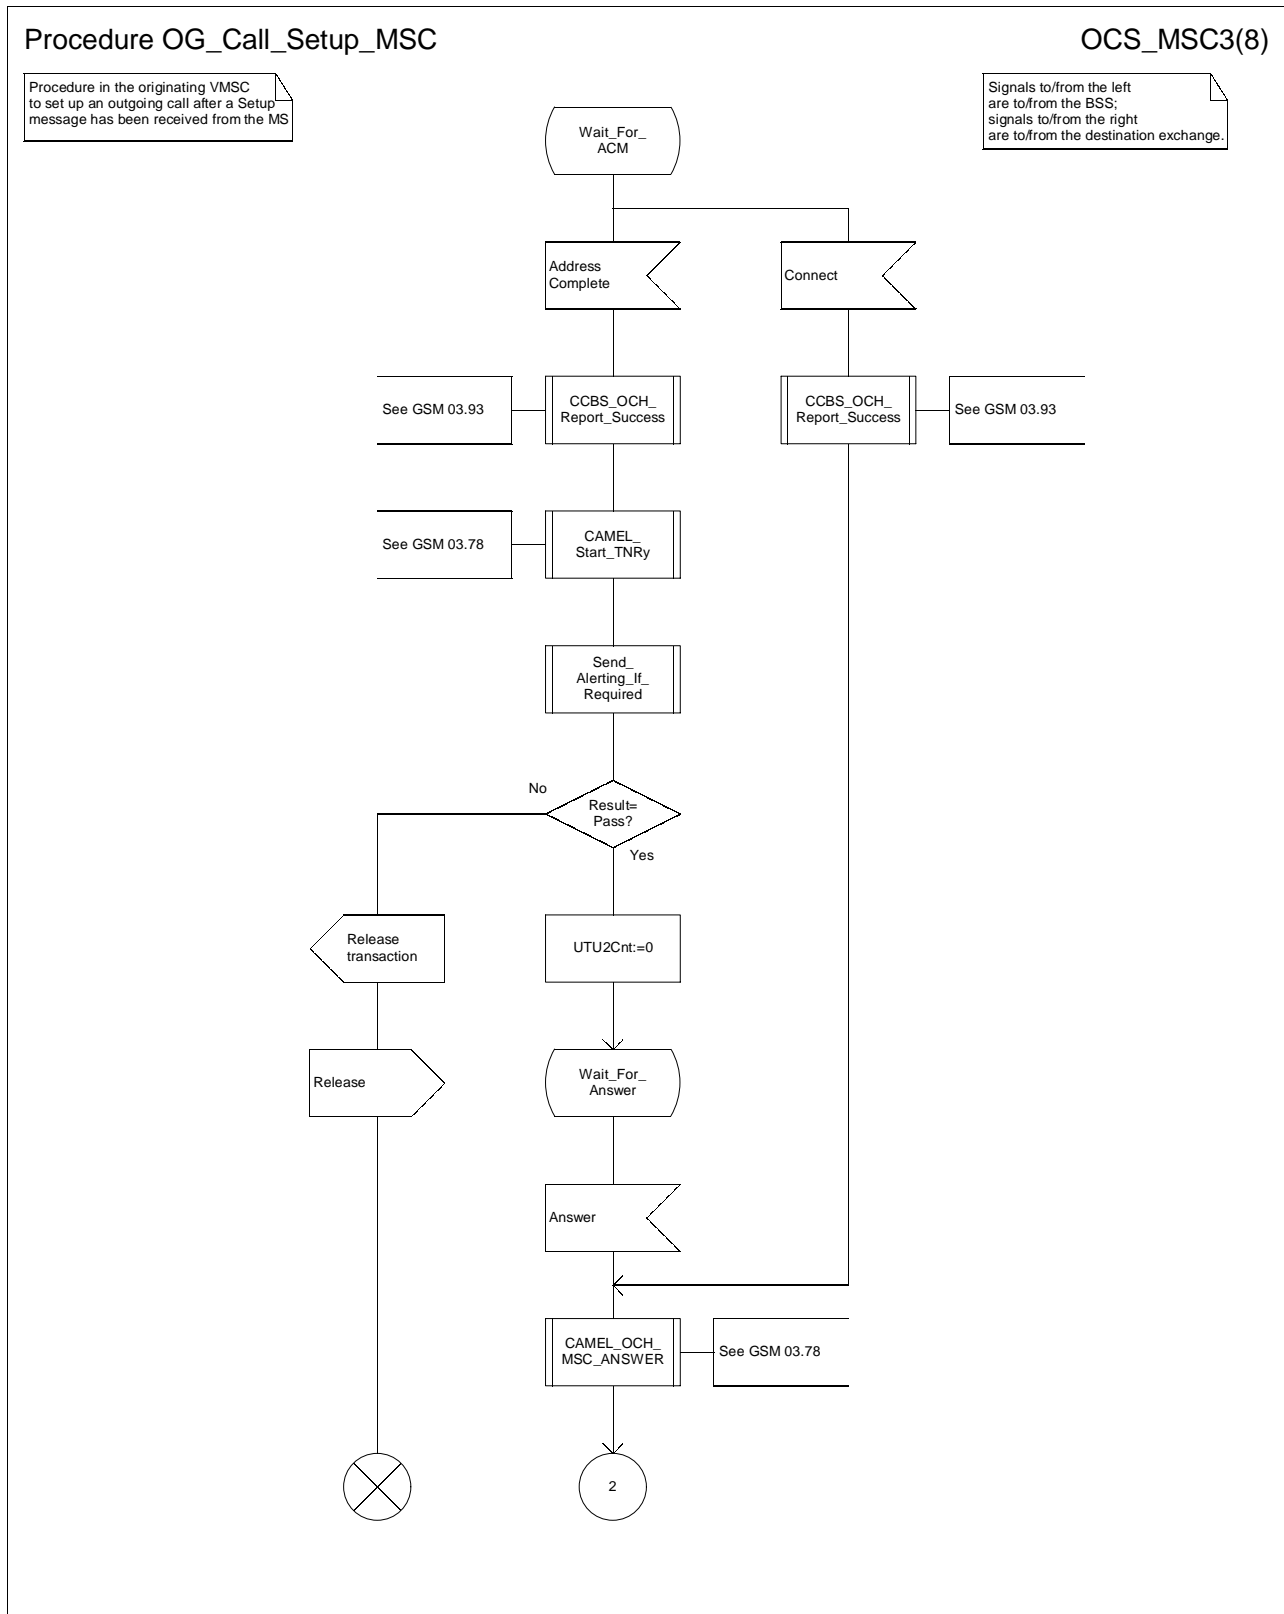 Procedure OG_Call_Setup_MSC
OCS_MSC3(8)
Procedure in the originating VMSC
to set up an outgoing call after a Setup
message has been received from the MS
Signals to/from the left
are to/from the BSS;
signals to/from the right
are to/from the destination exchange.
Wait_For_
ACM
Address
Complete
Connect
See GSM 03.93
CCBS_OCH_
Report_Success
CCBS_OCH_
Report_Success
See GSM 03.93
See GSM 03.78
CAMEL_
Start_TNRy
Send_
Alerting_If_
Required
No
Result=
Pass?
Yes
Release
transaction
UTU2Cnt:=0
Release
Wait_For_
Answer
Answer
CAMEL_OCH_
MSC_ANSWER
See GSM 03.78
2